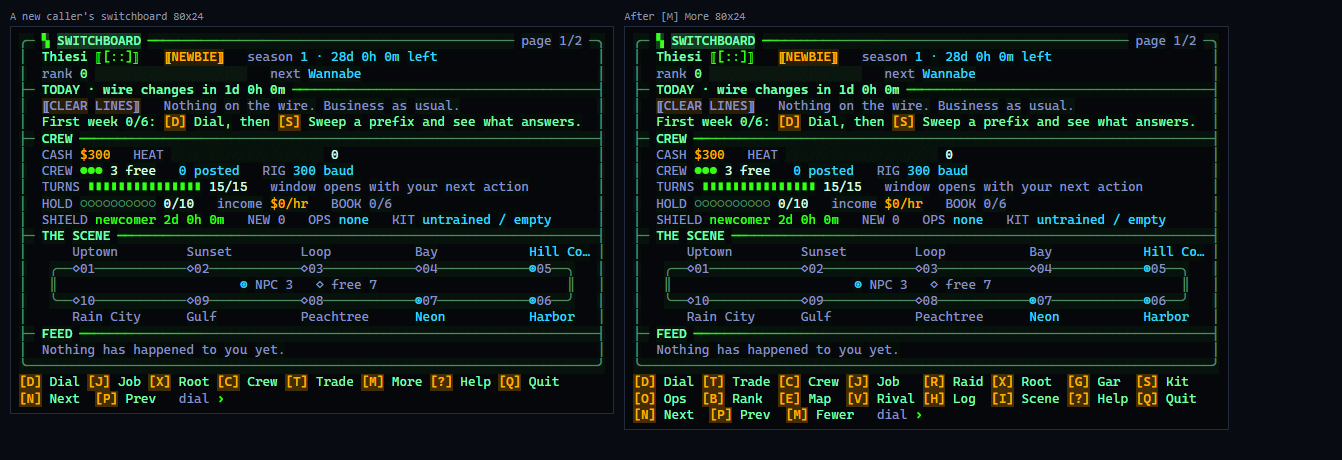 A new caller's switchboard 80x24
SWITCHBOARD page 1/2
Thiesi [[::]] [NEWBIE] season 1 · 28d 0h 0m left
rank 0 next Wannabe
TODAY · wire changes in 1d 0h 0m
[CLEAR LINES] Nothing on the wire. Business as usual.
First week 0/6: [D] Dial, then [S] Sweep a prefix and see what answers.
CREW
CASH $300 HEAT 0
CREW ●●● 3 free 0 posted RIG 300 baud
TURNS 15/15 window opens with your next action
HOLD ○○○○○○○○○○ 0/10 income $0/hr BOOK 0/6
SHIELD newcomer 2d 0h 0m NEW 0 OPS none KIT untrained / empty
THE SCENE
Uptown Sunset Loop Bay Hill Co…
◇01 ◇02 ◇03 ◇04 ●05
● NPC 3 ◇ free 7
◇10 ◇09 ◇08 ●07 ●06
Rain City Gulf Peachtree Neon Harbor
FEED
Nothing has happened to you yet.
[D] Dial [J] Job [X] Root [C] Crew [T] Trade [M] More [?] Help [Q] Quit
[N] Next [P] Prev dial >
After [M] More 80x24
SWITCHBOARD page 1/2
Thiesi [[::]] [NEWBIE] season 1 · 28d 0h 0m left
rank 0 next Wannabe
TODAY · wire changes in 1d 0h 0m
[CLEAR LINES] Nothing on the wire. Business as usual.
First week 0/6: [D] Dial, then [S] Sweep a prefix and see what answers.
CREW
CASH $300 HEAT 0
CREW ●●● 3 free 0 posted RIG 300 baud
TURNS 15/15 window opens with your next action
HOLD ○○○○○○○○○○ 0/10 income $0/hr BOOK 0/6
SHIELD newcomer 2d 0h 0m NEW 0 OPS none KIT untrained / empty
THE SCENE
Uptown Sunset Loop Bay Hill Co…
◇01 ◇02 ◇03 ◇04 ●05
● NPC 3 ◇ free 7
◇10 ◇09 ◇08 ●07 ●06
Rain City Gulf Peachtree Neon Harbor
FEED
Nothing has happened to you yet.
[D] Dial [T] Trade [C] Crew [J] Job [R] Raid [X] Root [G] Gar [S] Kit
[O] Ops [B] Rank [E] Map [V] Rival [H] Log [I] Scene [?] Help [Q] Quit
[N] Next [P] Prev [M] Fewer dial >